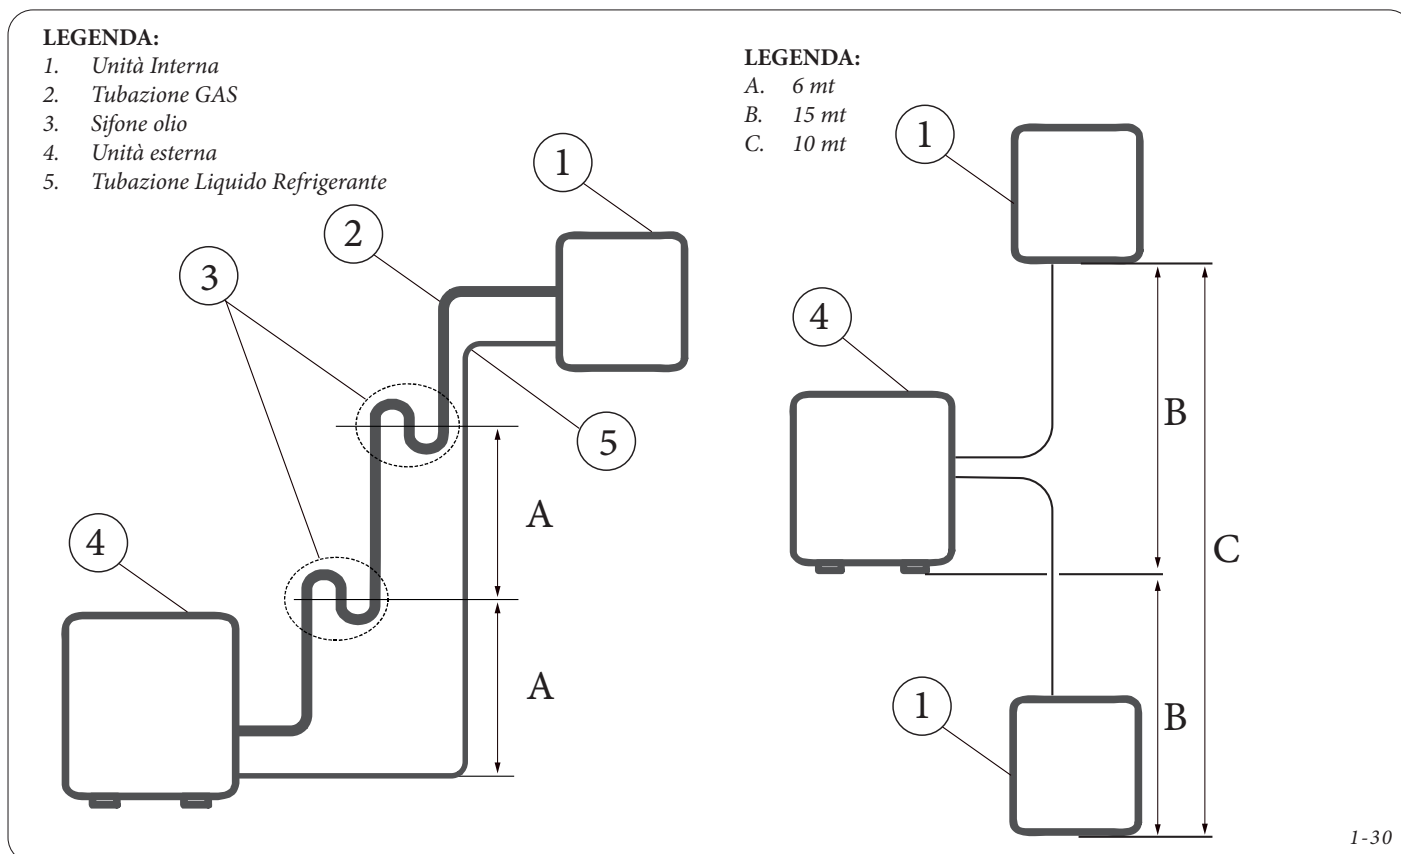 LEGENDA:
1. Unità Interna
2. Tubazione GAS
3. Sifone olio
4. Unità esterna
5. Tubazione Liquido Refrigerante
1
2
3
5
A
4
A
LEGENDA:
A. 6 mt
B. 15 mt
C. 10 mt
1
4
B
C
1
B
1-30